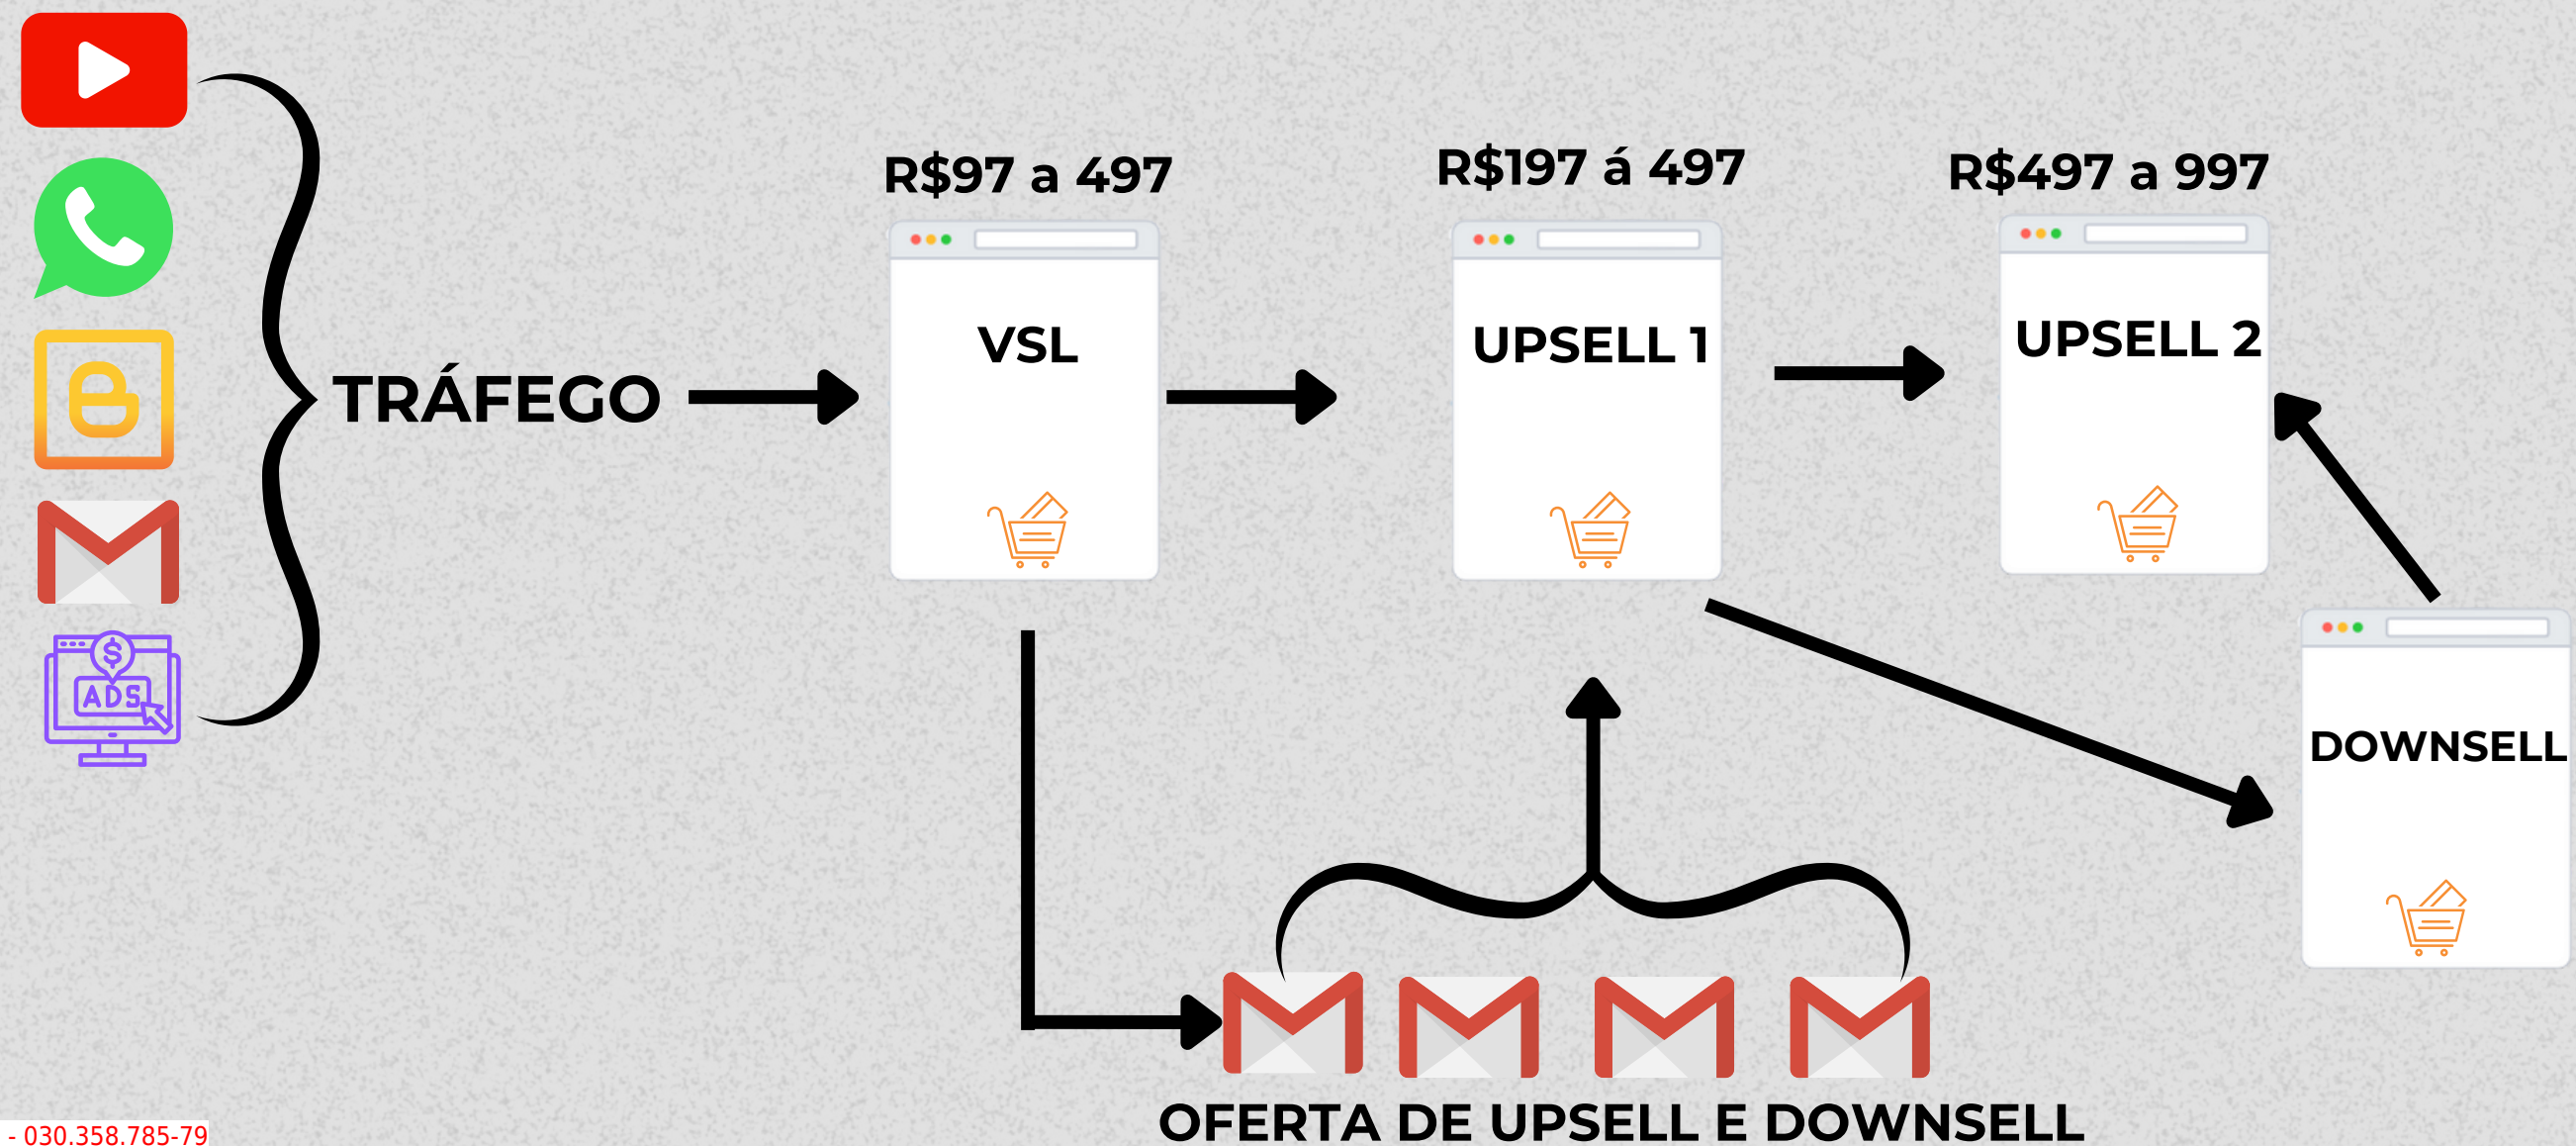 R$97 a 497
R$197 á 497
R$497 a 997
VSL
UPSELL 1
UPSELL 2
TRÁFEGO
ADS
$
DOWNSELL
OFERTA DE UPSELL E DOWNSELL
- 030.358.785-79